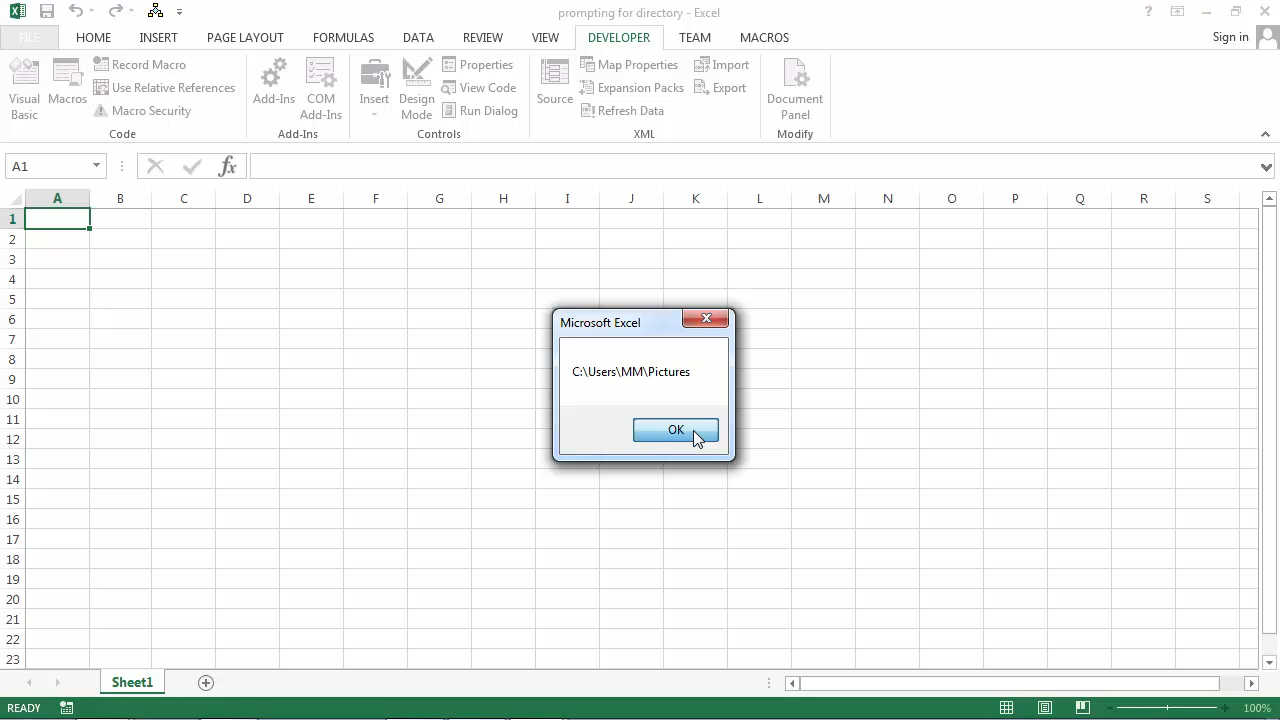 prompting for directory - Excel
FILE HOME INSERT PAGE LAYOUT FORMULAS DATA REVIEW VIEW DEVELOPER TEAM MACROS Sign in
Visual Basic
Macros
Record Macro
Use Relative References
Macro Security
Code
Add-Ins
COM Add-Ins
Add-Ins
Insert
Design Mode
Properties
View Code
Run Dialog
Controls
Source
Map Properties
Expansion Packs
Refresh Data
Import
Export
XML
Document Panel
Modify
A1 fx
A B C D E F G H I J K L M N O P Q R S
1
2
3
4
5
6
7
8
9
10
11
12
13
14
15
16
17
18
19
20
21
22
23
Microsoft Excel
C:\Users\MM\Pictures
OK
Sheet1
READY 100%